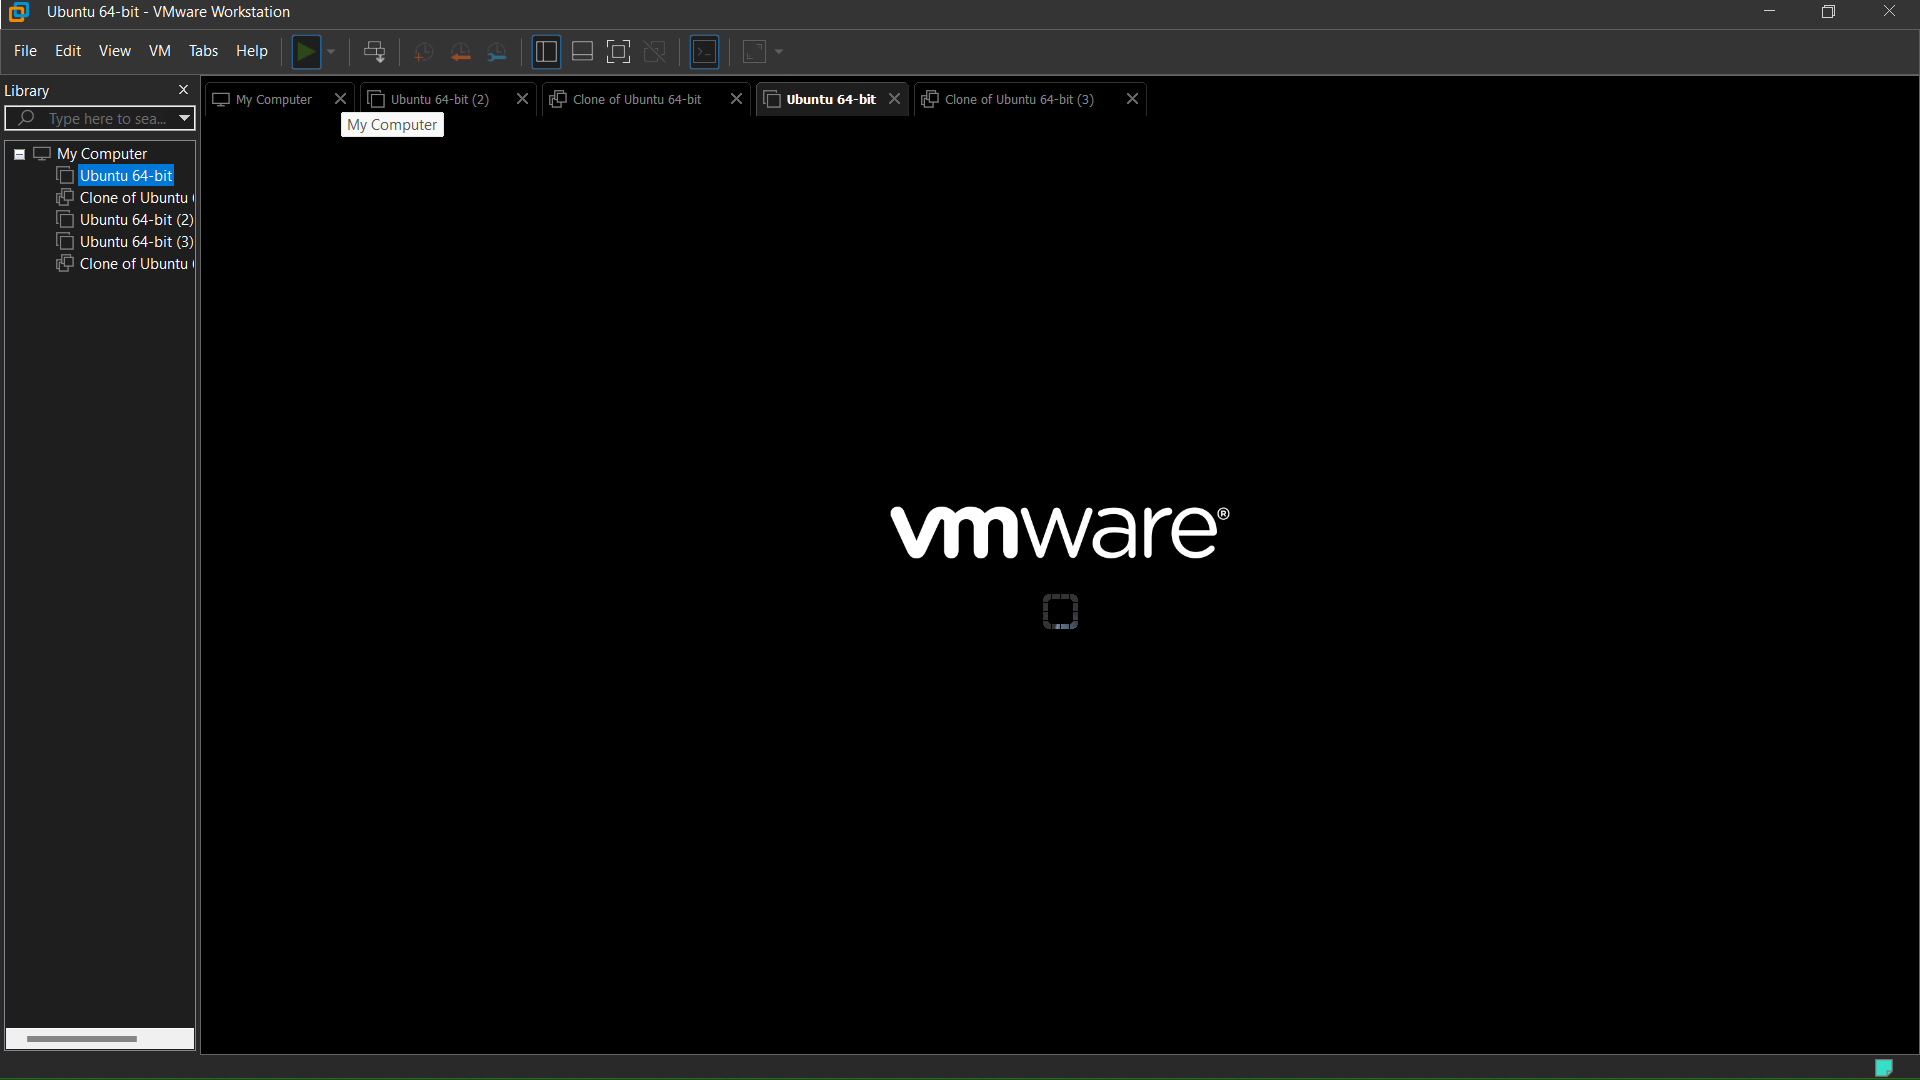 Ubuntu 64-bit - VMware Workstation
File Edit View VM Tabs Help
Library
Type here to sea...
My Computer
Ubuntu 64-bit
Clone of Ubuntu
Ubuntu 64-bit (2)
Ubuntu 64-bit (3)
Clone of Ubuntu
My Computer Ubuntu 64-bit (2) Clone of Ubuntu 64-bit Ubuntu 64-bit Clone of Ubuntu 64-bit (3)
My Computer
vmware®